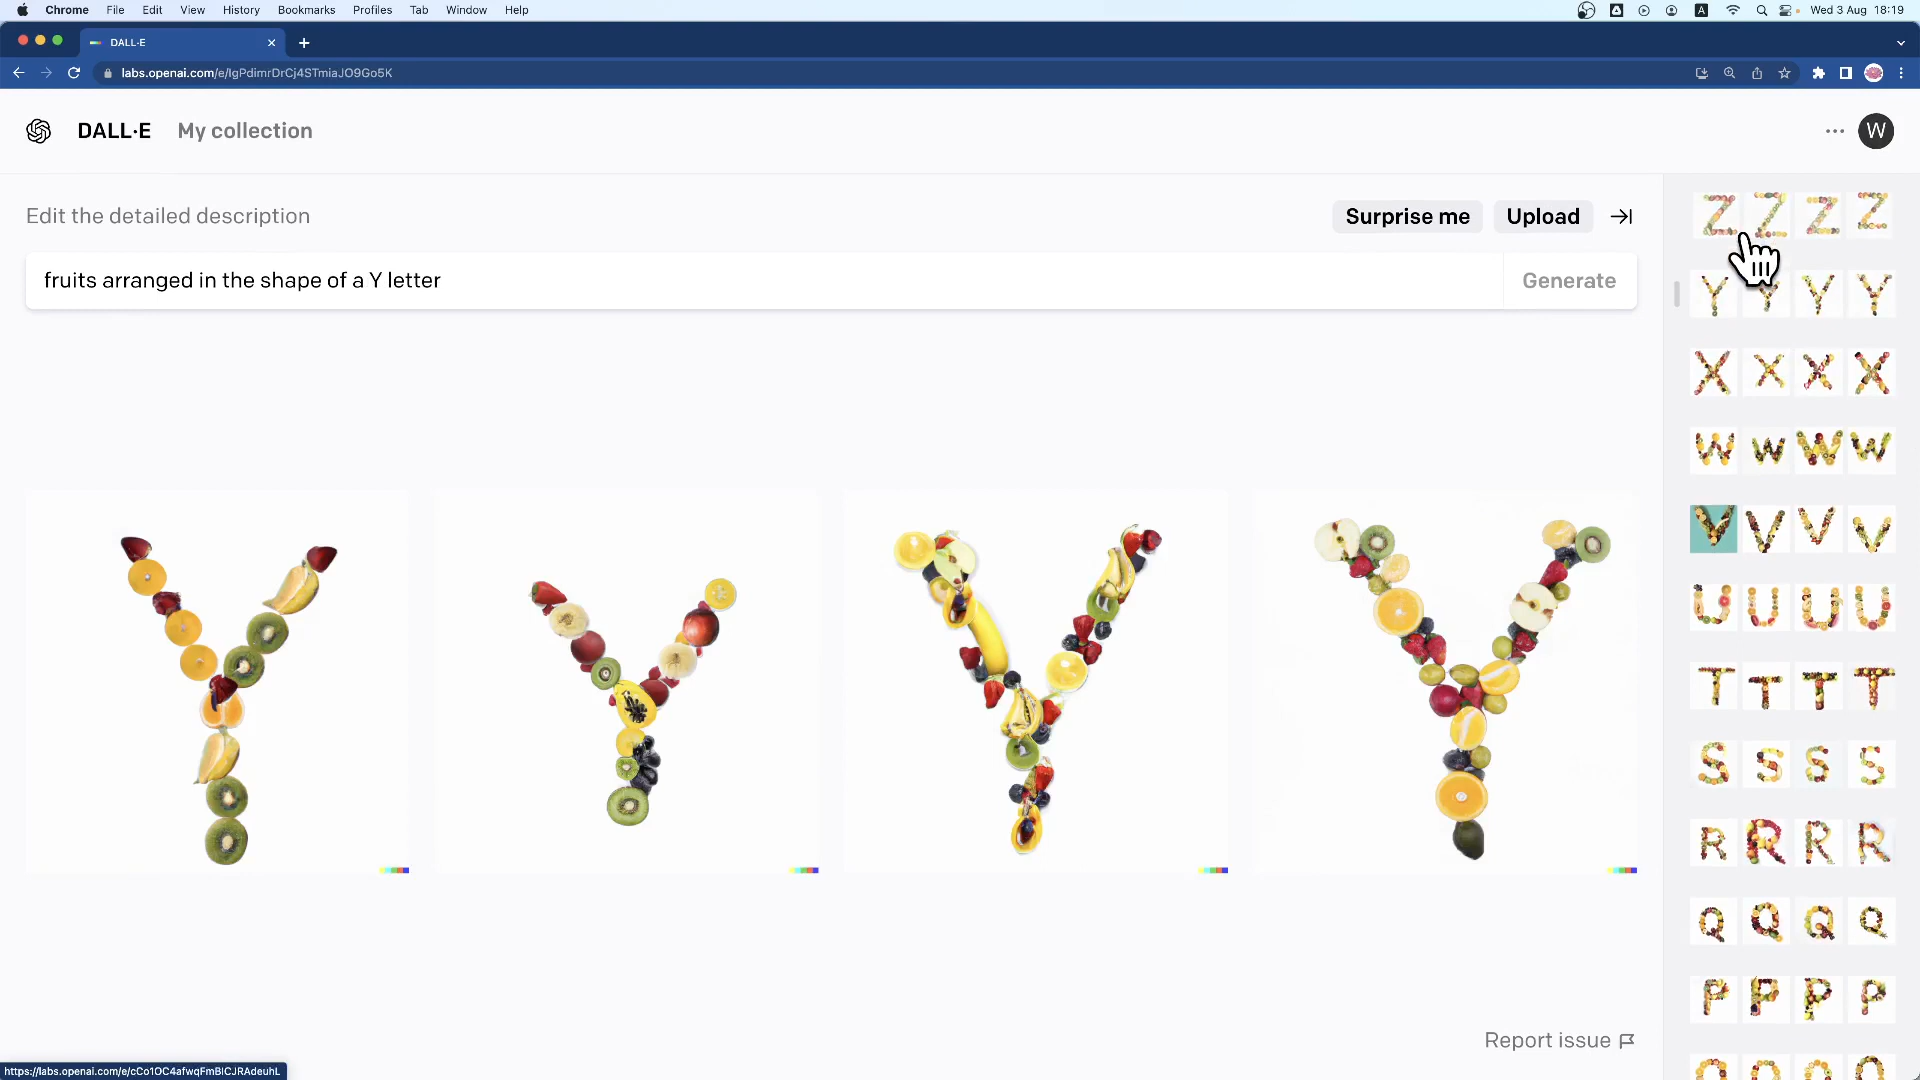 Chrome File Edit View History Bookmarks Profiles Tab Window Help
A
Wed 3 Aug 18:19
DALL·E
labs.openai.com/e/IgPdimrDrCj4STmiaJO9Go5K
DALL·E My collection
W
Edit the detailed description
Surprise me
Upload
fruits arranged in the shape of a Y letter
Generate
Z Z Z Z
Y Y Y Y
X X X X
W W W W
V V V V
U U U U
T T T T
S S S S
R R R R
Q Q Q Q
P P P P
Y Y Y Y
Report issue
https://labs.openai.com/e/cCo1OC4afwqFmBICJRAdeuhL